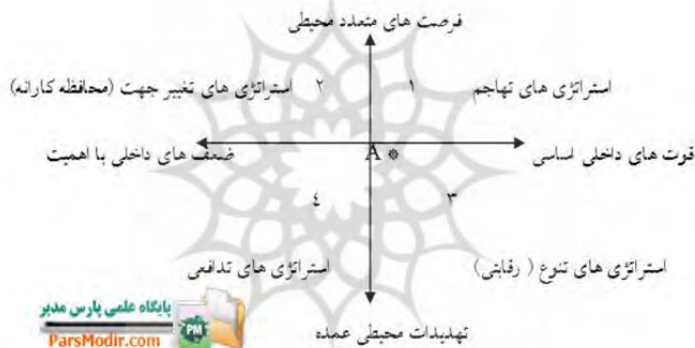 فرصت های متعدد محیطی
استراتژی های تهاجم ۱ ۲ استراتژی های تغییر جهت (محافظه کارانه)
قوت های داخلی اساسی A ضعف های داخلی با اهمیت
۳ ٤
استراتژی های تنوع ( رقابتی) استراتژی های تدافعی
تهدیدات محیطی عمده
پایگاه علمی پارس مدیر
PM
ParsModir.com